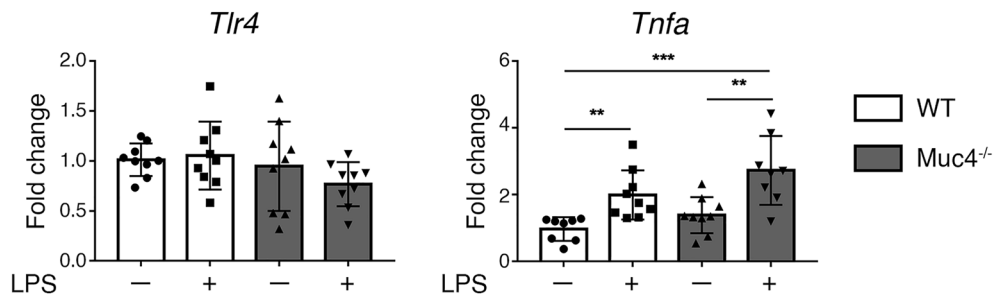 Tlr4
Fold change
2.0
1.5
1.0
0.5
0.0
LPS — + — +
Tnfa
Fold change
6
4
2
0
***
** **
LPS — + — +
WT
Muc4-/-